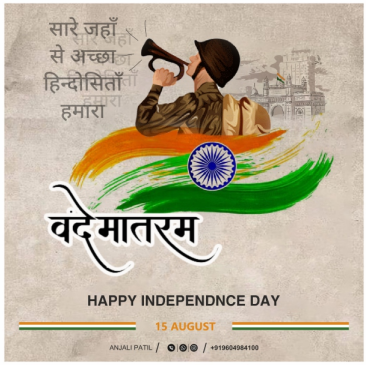 सारे जहाँ
से अच्छा
हिन्दोसिताँ
हमारा
वंदे मातरम
HAPPY INDEPENDNCE DAY
15 AUGUST
ANJALI PATIL / / +919604984100